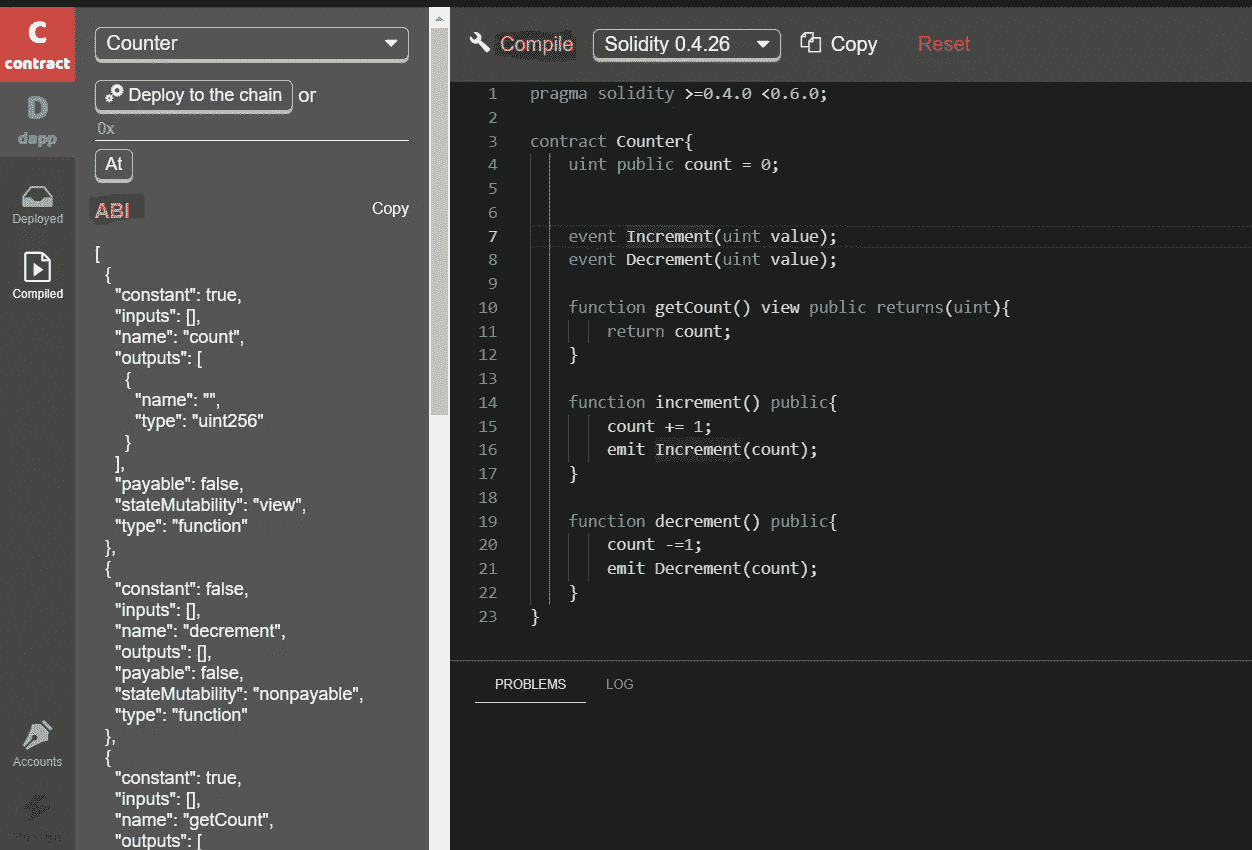 C
contract
D
dapp
Deployed
Compiled
Accounts
Counter
Deploy to the chain or
0x
At
ABI Copy
[
{
"constant": true,
"inputs": [],
"name": "count",
"outputs": [
{
"name": "",
"type": "uint256"
}
],
"payable": false,
"stateMutability": "view",
"type": "function"
},
{
"constant": false,
"inputs": [],
"name": "decrement",
"outputs": [],
"payable": false,
"stateMutability": "nonpayable",
"type": "function"
},
{
"constant": true,
"inputs": [],
"name": "getCount",
"outputs": [
Compile Solidity 0.4.26 Copy Reset
1 pragma solidity >=0.4.0 <0.6.0;
2
3 contract Counter{
4 uint public count = 0;
5
6
7 event Increment(uint value);
8 event Decrement(uint value);
9
10 function getCount() view public returns(uint){
11 return count;
12 }
13
14 function increment() public{
15 count += 1;
16 emit Increment(count);
17 }
18
19 function decrement() public{
20 count -=1;
21 emit Decrement(count);
22 }
23 }
PROBLEMS LOG